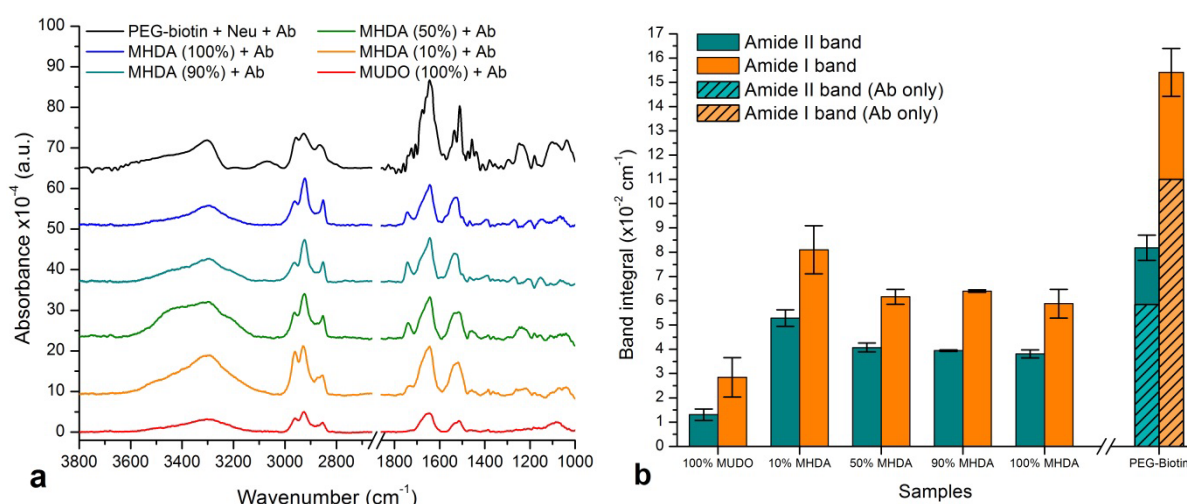 100
90
80
70
60
50
40
30
20
10
0
Absorbance x10⁻⁴ (a.u.)
PEG-biotin + Neu + Ab
MHDA (100%) + Ab
MHDA (90%) + Ab
MHDA (50%) + Ab
MHDA (10%) + Ab
MUDO (100%) + Ab
3800 3600 3400 3200 3000 2800 1800 1600 1400 1200 1000
Wavenumber (cm⁻¹)
a
17
16
15
14
13
12
11
10
9
8
7
6
5
4
3
2
1
0
Band integral (x10⁻² cm⁻¹)
Amide II band
Amide I band
Amide II band (Ab only)
Amide I band (Ab only)
100% MUDO 10% MHDA 50% MHDA 90% MHDA 100% MHDA PEG-Biotin
Samples
b